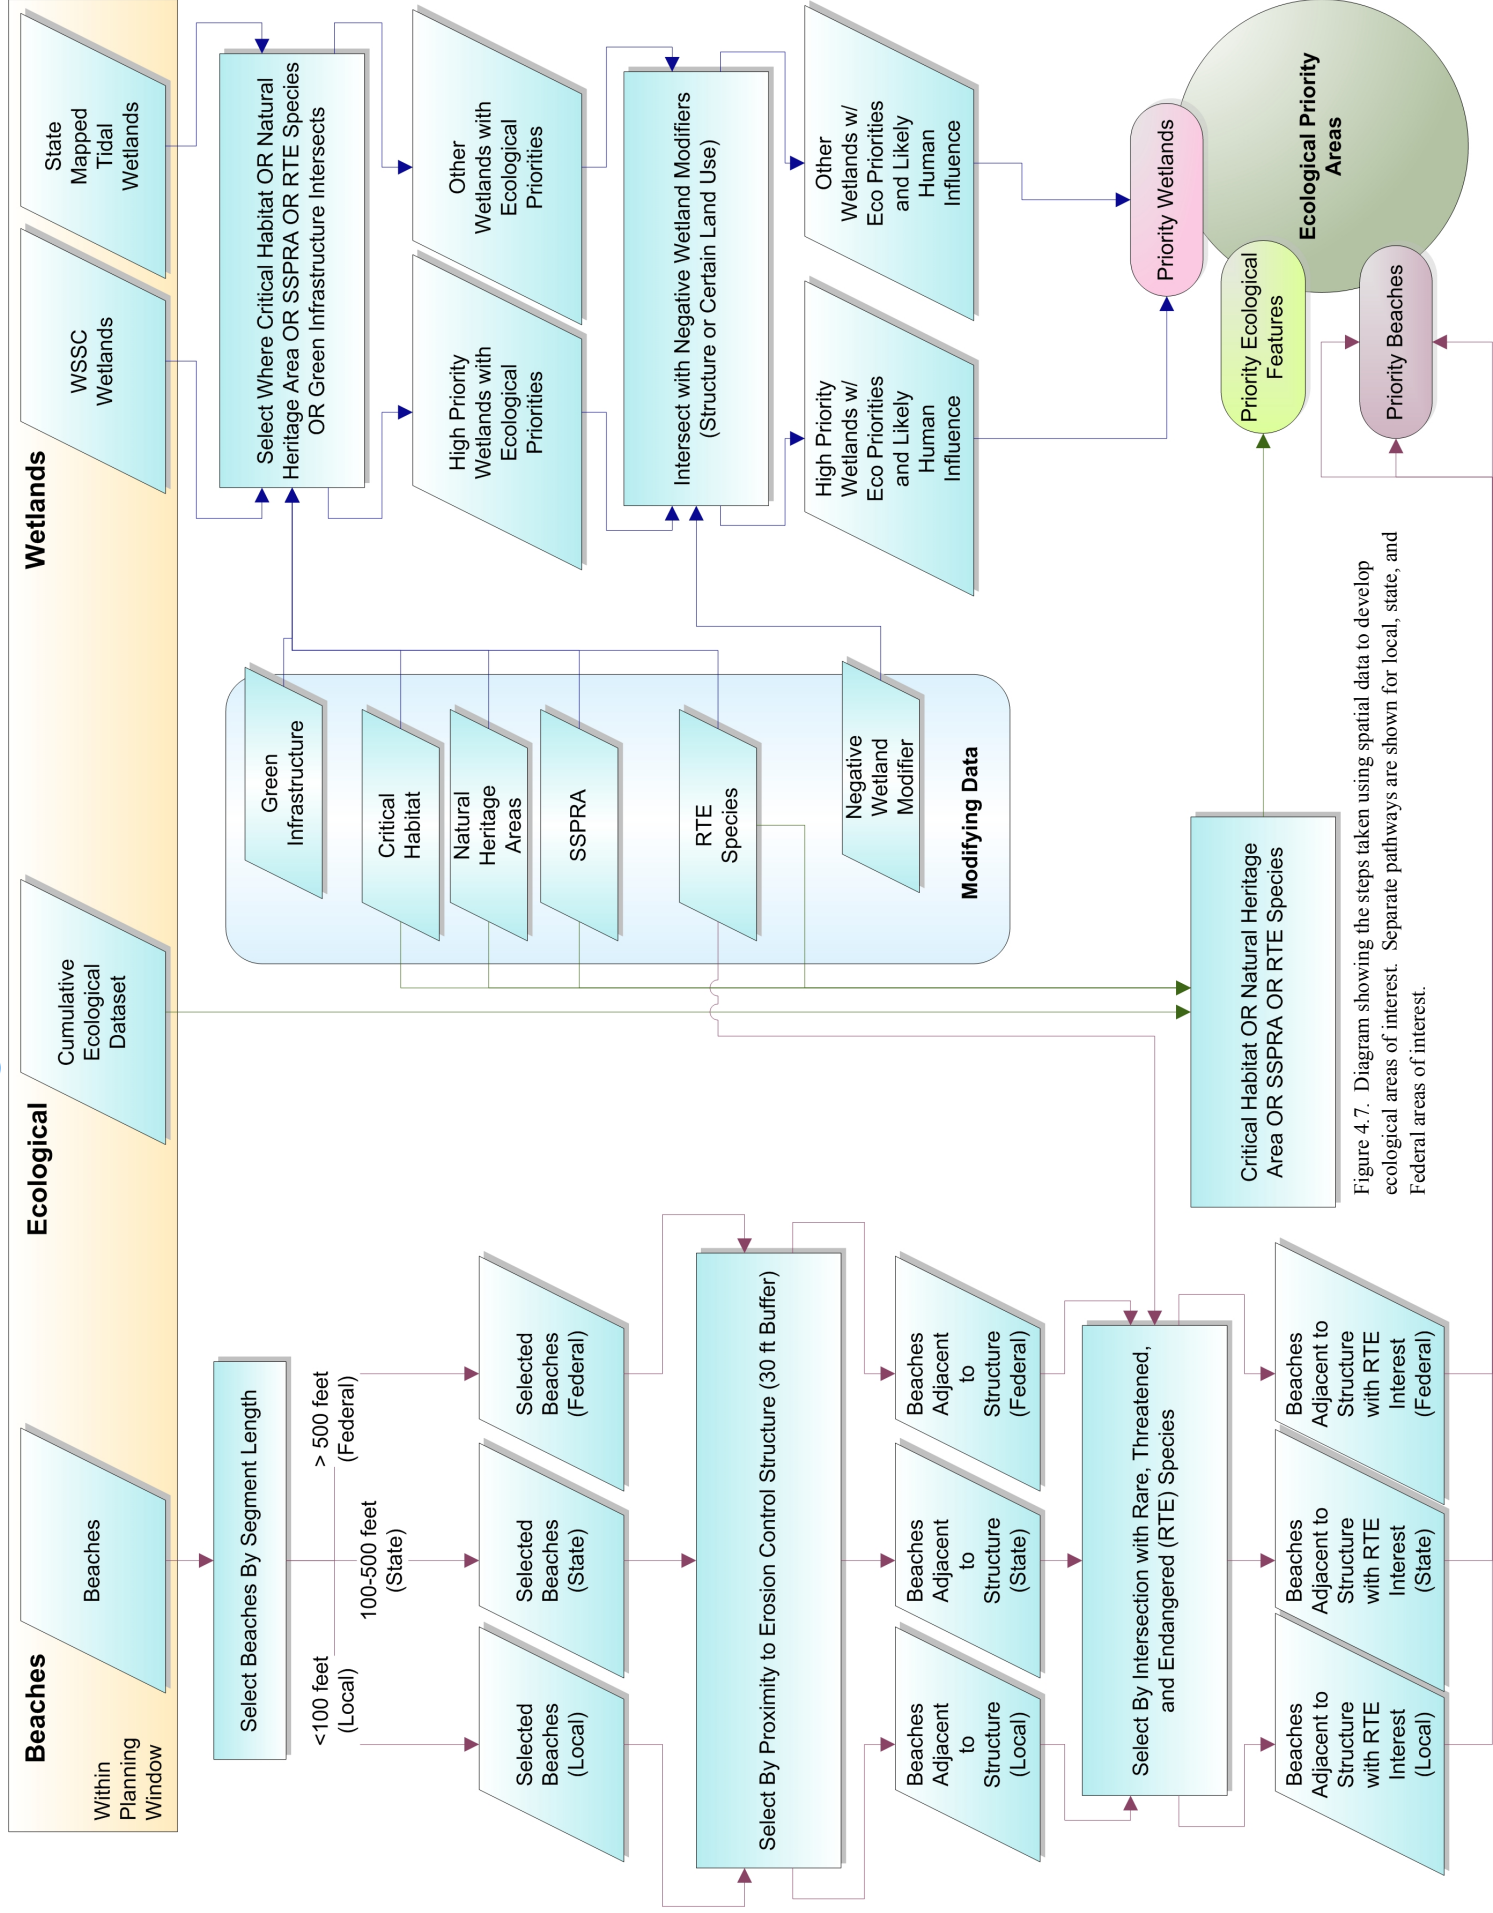 Beaches
Ecological
Wetlands
Within
Planning
Window
Beaches
Cumulative
Ecological
Dataset
WSSC
Wetlands
State
Mapped
Tidal
Wetlands
Select Beaches By Segment Length
<100 feet
(Local)
100-500 feet
(State)
> 500 feet
(Federal)
Selected
Beaches
(Local)
Selected
Beaches
(State)
Selected
Beaches
(Federal)
Select By Proximity to Erosion Control Structure (30 ft Buffer)
Beaches
Adjacent
to
Structure
(Local)
Beaches
Adjacent
to
Structure
(State)
Beaches
Adjacent
to
Structure
(Federal)
Select By Intersection with Rare, Threatened,
and Endangered (RTE) Species
Beaches
Adjacent to
Structure
with RTE
Interest
(Local)
Beaches
Adjacent to
Structure
with RTE
Interest
(State)
Beaches
Adjacent to
Structure
with RTE
Interest
(Federal)
Green
Infrastructure
Critical
Habitat
Natural
Heritage
Areas
SSPRA
RTE
Species
Negative
Wetland
Modifier
Modifying Data
Critical Habitat OR Natural Heritage
Area OR SSPRA OR RTE Species
Select Where Critical Habitat OR Natural
Heritage Area OR SSPRA OR RTE Species
OR Green Infrastructure Intersects
High Priority
Wetlands with
Ecological
Priorities
Other
Wetlands with
Ecological
Priorities
Intersect with Negative Wetland Modifiers
(Structure or Certain Land Use)
High Priority
Wetlands w/
Eco Priorities
and Likely
Human
Influence
Other
Wetlands w/
Eco Priorities
and Likely
Human
Influence
Priority Wetlands
Priority Ecological
Features
Priority Beaches
Ecological Priority
Areas
Figure 4.7.  Diagram showing the steps taken using spatial data to develop
ecological areas of interest.  Separate pathways are shown for local, state, and
Federal areas of interest.